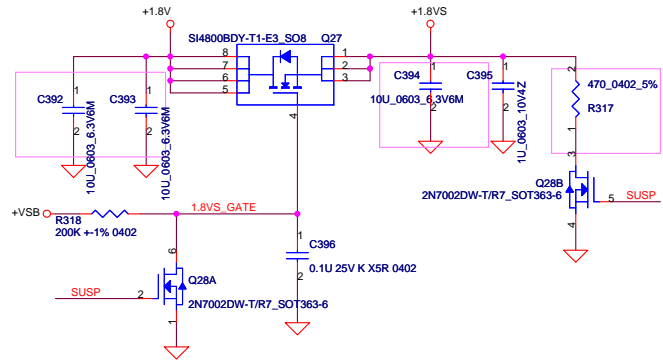 +1.8V
+1.8VS
SI4800BDY-T1-E3_SO8 Q27
8
7
6
5
1
2
3
4
C392
1
2
10U_0603_6.3V6M
C393
1
2
10U_0603_6.3V6M
C394
1
2
10U_0603_6.3V6M
C395
1
2
1U_0603_10V4Z
2
470_0402_5%
R317
1
3
Q28B
2N7002DW-T/R7_SOT363-6
5
SUSP
4
+VSB
R318
200K +-1% 0402
1.8VS_GATE
1
C396
2
0.1U 25V K X5R 0402
6
Q28A
SUSP
2
2N7002DW-T/R7_SOT363-6
1